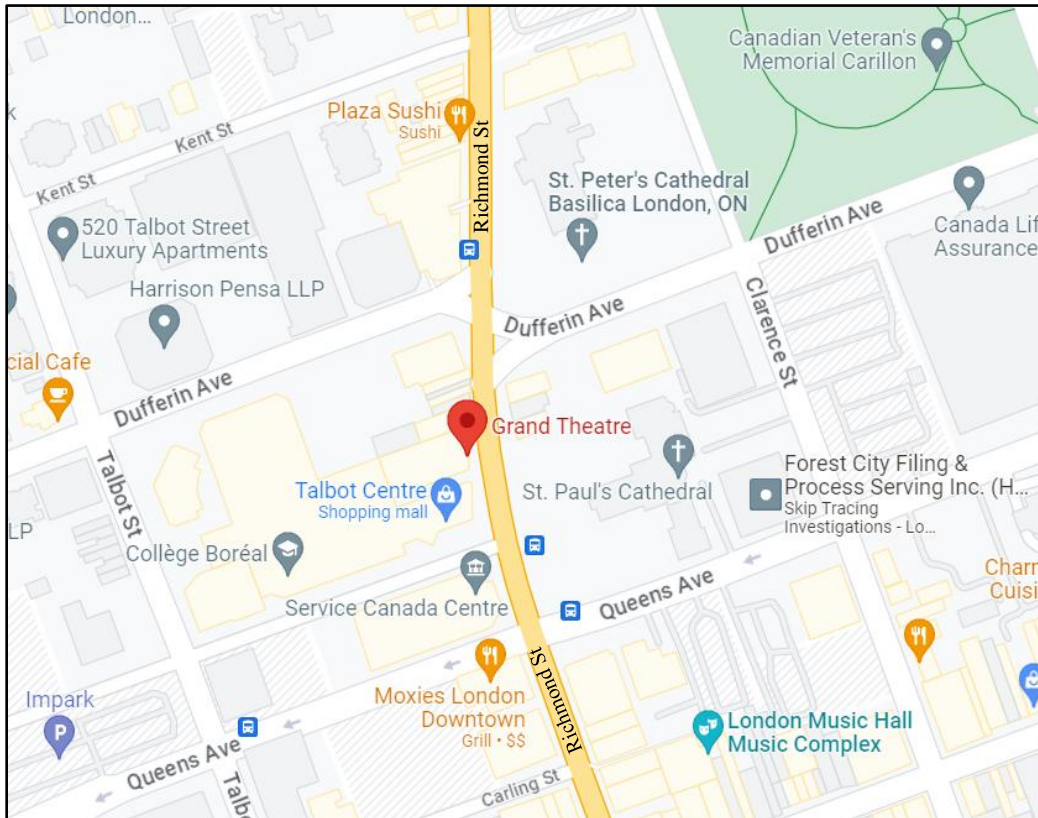 London...
Canadian Veteran's
Memorial Carillon
Plaza Sushi
Sushi
Kent St
Richmond St
Kent St
St. Peter's Cathedral
Basilica London, ON
520 Talbot Street
Luxury Apartments
Dufferin Ave
Canada Lif
Assurance
Harrison Pensa LLP
Dufferin Ave
Clarence St
cial Cafe
Dufferin Ave
Grand Theatre
Talbot St
Talbot Centre
Shopping mall
St. Paul's Cathedral
Forest City Filing &
Process Serving Inc. (H...
Skip Tracing
Investigations - Lo...
LP
Collège Boréal
Service Canada Centre
Queens Ave
Charn
Cuisi
Richmond St
Impark
P
Moxies London
Downtown
Grill • $$
London Music Hall
Music Complex
Queens Ave
Talbo
Carling St